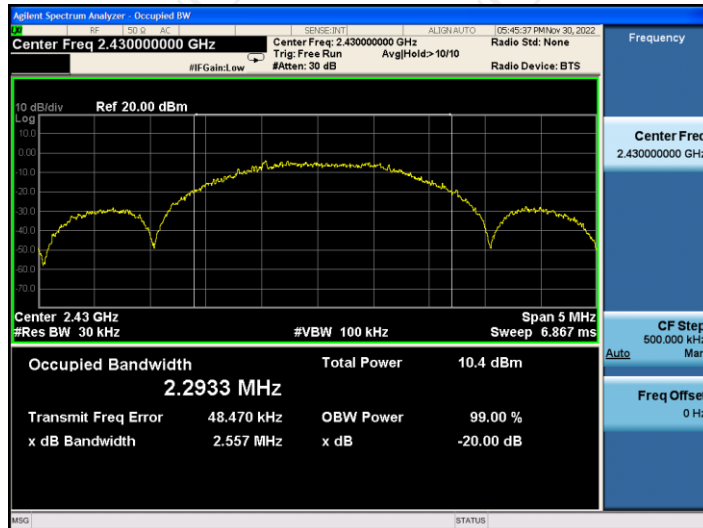 Agilent Spectrum Analyzer - Occupied BW
RF 50 Ω AC SENSE:INT ALIGN AUTO 05:45:37 PM Nov 30, 2022
Center Freq 2.430000000 GHz
Center Freq: 2.430000000 GHz Radio Std: None
Trig: Free Run Avg|Hold:> 10/10
#IFGain:Low #Atten: 30 dB Radio Device: BTS
10 dB/div Ref 20.00 dBm
Log
10.0
0.00
-10.0
-20.0
-30.0
-40.0
-50.0
-60.0
-70.0
Center 2.43 GHz Span 5 MHz
#Res BW 30 kHz #VBW 100 kHz Sweep 6.867 ms
Occupied Bandwidth Total Power 10.4 dBm
2.2933 MHz
Transmit Freq Error 48.470 kHz OBW Power 99.00 %
x dB Bandwidth 2.557 MHz x dB -20.00 dB
Frequency
Center Freq
2.430000000 GHz
CF Step
500.000 kHz
Auto Man
Freq Offset
0 Hz
MSG STATUS